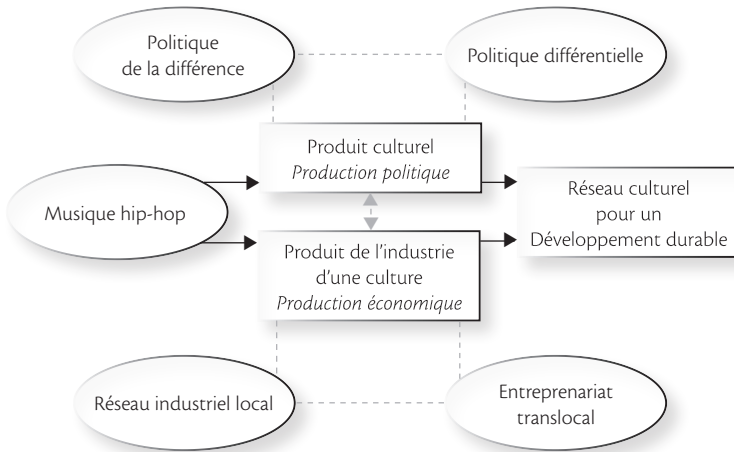 Politique
de la différence
Politique différentielle
Produit culturel
Production politique
Musique hip-hop
Réseau culturel
pour un
Développement durable
Produit de l'industrie
d'une culture
Production économique
Réseau industriel local
Entreprenariat
translocal